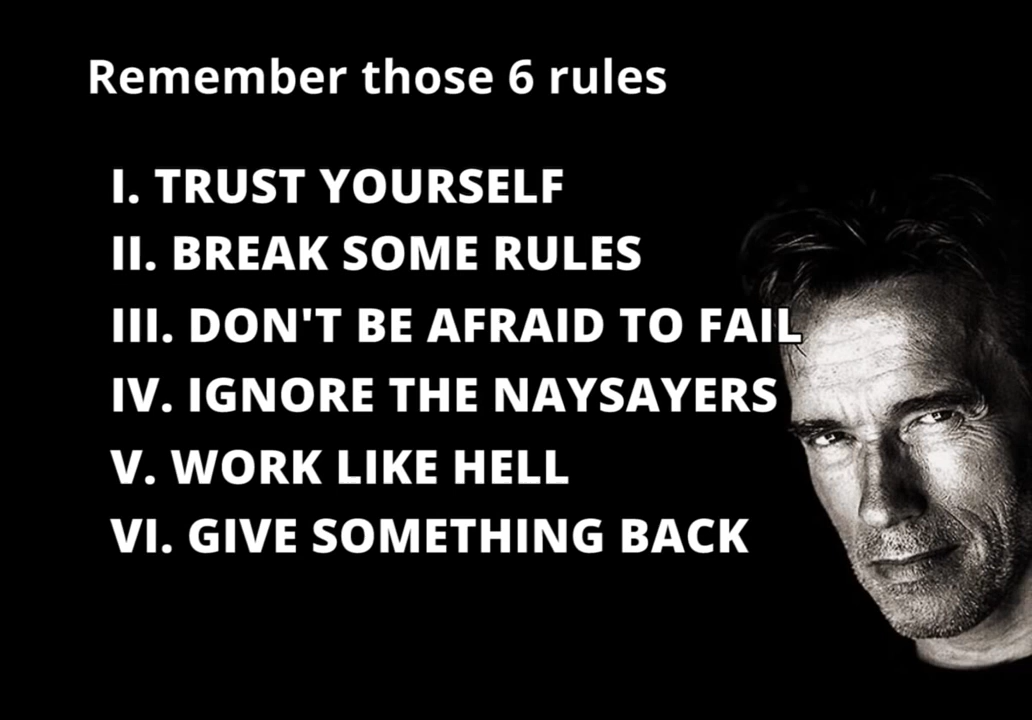 Remember those 6 rules
I. TRUST YOURSELF
II. BREAK SOME RULES
III. DON'T BE AFRAID TO FAIL
IV. IGNORE THE NAYSAYERS
V. WORK LIKE HELL
VI. GIVE SOMETHING BACK